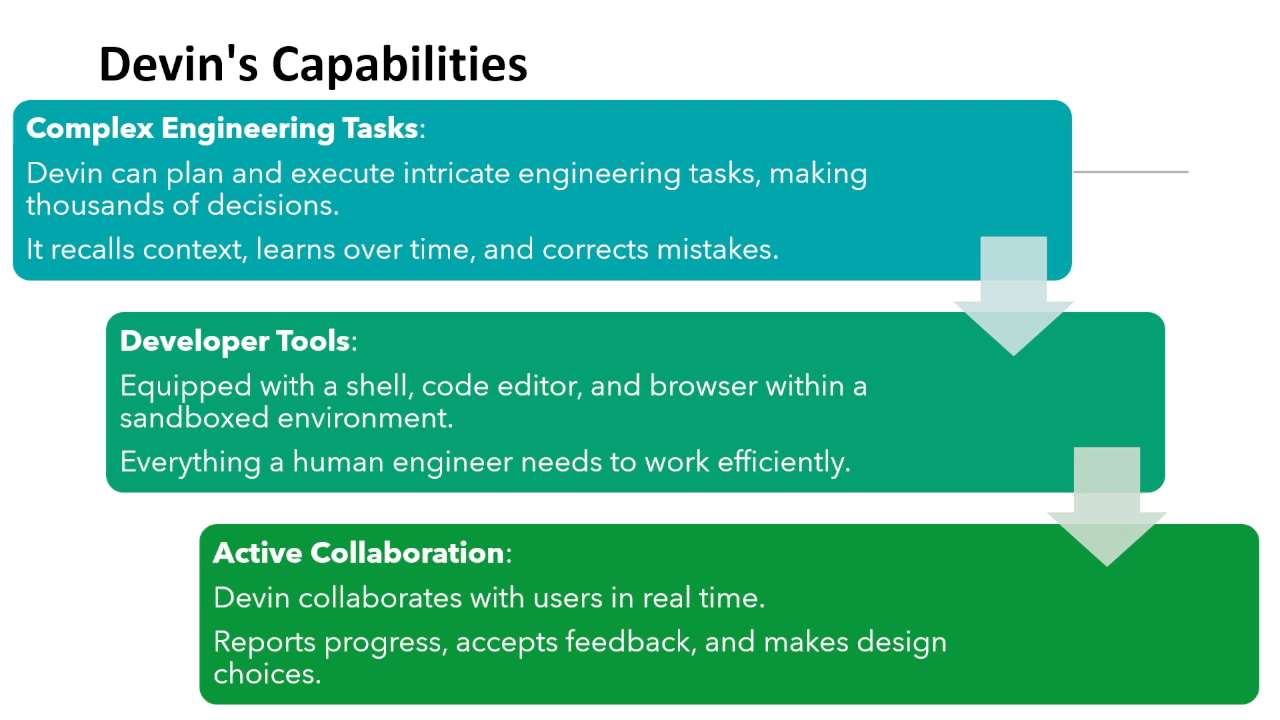 Devin's Capabilities
Complex Engineering Tasks:
Devin can plan and execute intricate engineering tasks, making
thousands of decisions.
It recalls context, learns over time, and corrects mistakes.
Developer Tools:
Equipped with a shell, code editor, and browser within a
sandboxed environment.
Everything a human engineer needs to work efficiently.
Active Collaboration:
Devin collaborates with users in real time.
Reports progress, accepts feedback, and makes design
choices.